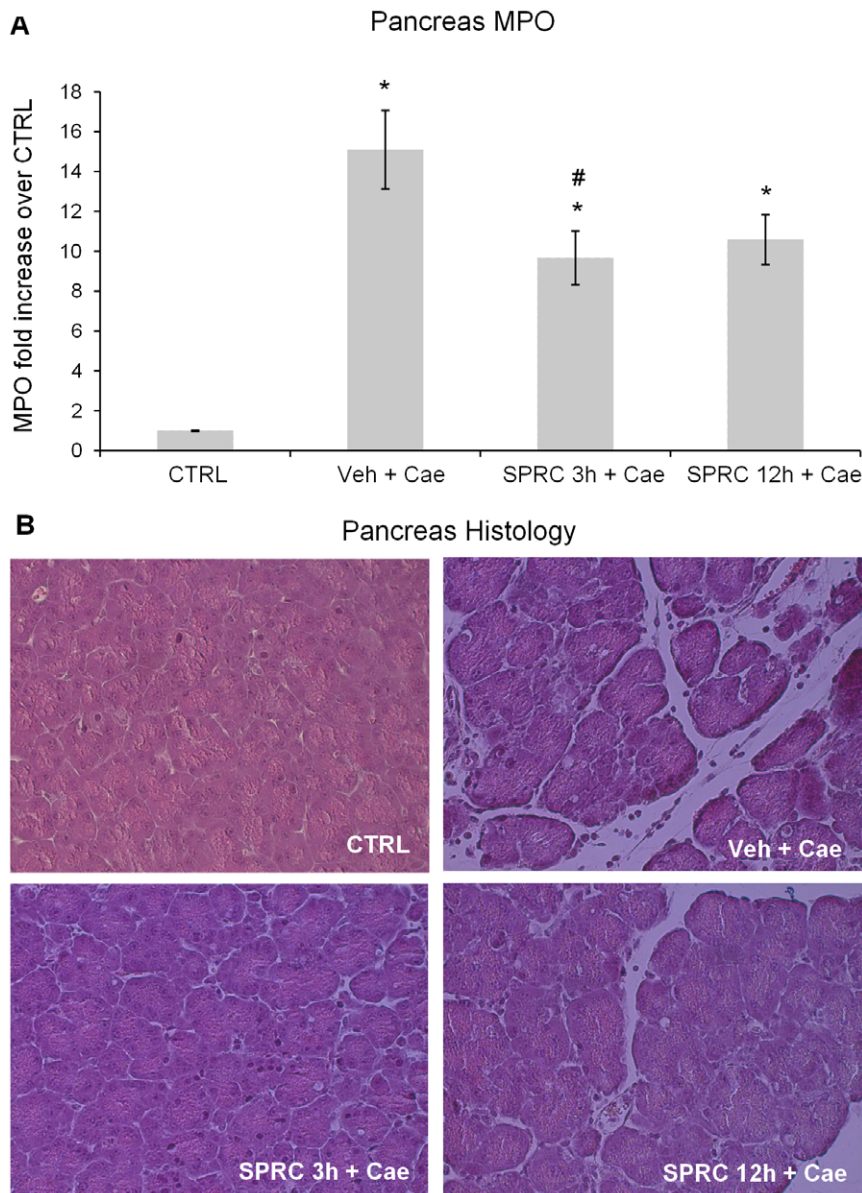 A
Pancreas MPO
MPO fold increase over CTRL
18
16
14
12
10
8
6
4
2
0
*
#
*
*
CTRL
Veh + Cae
SPRC 3h + Cae
SPRC 12h + Cae
B
Pancreas Histology
CTRL
Veh + Cae
SPRC 3h + Cae
SPRC 12h + Cae